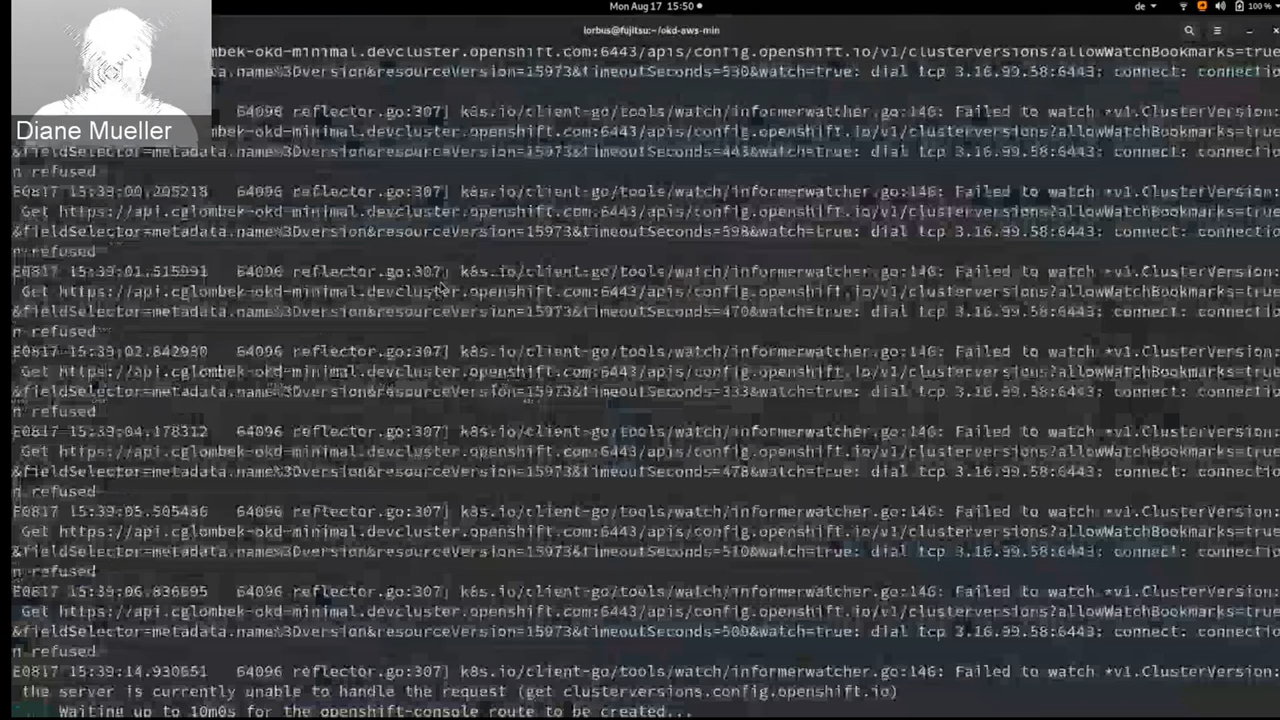 Mon Aug 17 15:50
de
100 %
lorbus@fujitsu:~/okd-aws-min
mbek-okd-minimal.devcluster.openshift.com:6443/apis/config.openshift.io/v1/clusterversions?allowWatchBookmarks=true
ta.name%3Dversion&resourceVersion=15973&timeoutSeconds=530&watch=true: dial tcp 3.16.99.58:6443: connect: connectio
Diane Mueller
64096 reflector.go:307] k8s.io/client-go/tools/watch/informerwatcher.go:146: Failed to watch *v1.ClusterVersion:
mbek-okd-minimal.devcluster.openshift.com:6443/apis/config.openshift.io/v1/clusterversions?allowWatchBookmarks=true
&fieldSelector=metadata.name%3Dversion&resourceVersion=15973&timeoutSeconds=443&watch=true: dial tcp 3.16.99.58:6443: connect: connectio
n refused
E0817 15:39:00.205218 64096 reflector.go:307] k8s.io/client-go/tools/watch/informerwatcher.go:146: Failed to watch *v1.ClusterVersion:
Get https://api.cglombek-okd-minimal.devcluster.openshift.com:6443/apis/config.openshift.io/v1/clusterversions?allowWatchBookmarks=true
&fieldSelector=metadata.name%3Dversion&resourceVersion=15973&timeoutSeconds=598&watch=true: dial tcp 3.16.99.58:6443: connect: connectio
n refused
E0817 15:39:01.515991 64096 reflector.go:307] k8s.io/client-go/tools/watch/informerwatcher.go:146: Failed to watch *v1.ClusterVersion:
Get https://api.cglombek-okd-minimal.devcluster.openshift.com:6443/apis/config.openshift.io/v1/clusterversions?allowWatchBookmarks=true
&fieldSelector=metadata.name%3Dversion&resourceVersion=15973&timeoutSeconds=470&watch=true: dial tcp 3.16.99.58:6443: connect: connectio
n refused
E0817 15:39:02.842930 64096 reflector.go:307] k8s.io/client-go/tools/watch/informerwatcher.go:146: Failed to watch *v1.ClusterVersion:
Get https://api.cglombek-okd-minimal.devcluster.openshift.com:6443/apis/config.openshift.io/v1/clusterversions?allowWatchBookmarks=true
&fieldSelector=metadata.name%3Dversion&resourceVersion=15973&timeoutSeconds=333&watch=true: dial tcp 3.16.99.58:6443: connect: connectio
n refused
E0817 15:39:04.178312 64096 reflector.go:307] k8s.io/client-go/tools/watch/informerwatcher.go:146: Failed to watch *v1.ClusterVersion:
Get https://api.cglombek-okd-minimal.devcluster.openshift.com:6443/apis/config.openshift.io/v1/clusterversions?allowWatchBookmarks=true
&fieldSelector=metadata.name%3Dversion&resourceVersion=15973&timeoutSeconds=478&watch=true: dial tcp 3.16.99.58:6443: connect: connectio
n refused
E0817 15:39:05.505486 64096 reflector.go:307] k8s.io/client-go/tools/watch/informerwatcher.go:146: Failed to watch *v1.ClusterVersion:
Get https://api.cglombek-okd-minimal.devcluster.openshift.com:6443/apis/config.openshift.io/v1/clusterversions?allowWatchBookmarks=true
&fieldSelector=metadata.name%3Dversion&resourceVersion=15973&timeoutSeconds=510&watch=true: dial tcp 3.16.99.58:6443: connect: connectio
n refused
E0817 15:39:06.836695 64096 reflector.go:307] k8s.io/client-go/tools/watch/informerwatcher.go:146: Failed to watch *v1.ClusterVersion:
Get https://api.cglombek-okd-minimal.devcluster.openshift.com:6443/apis/config.openshift.io/v1/clusterversions?allowWatchBookmarks=true
&fieldSelector=metadata.name%3Dversion&resourceVersion=15973&timeoutSeconds=500&watch=true: dial tcp 3.16.99.58:6443: connect: connectio
n refused
E0817 15:39:14.930651 64096 reflector.go:307] k8s.io/client-go/tools/watch/informerwatcher.go:146: Failed to watch *v1.ClusterVersion:
the server is currently unable to handle the request (get clusterversions.config.openshift.io)
Waiting up to 10m0s for the openshift-console route to be created...